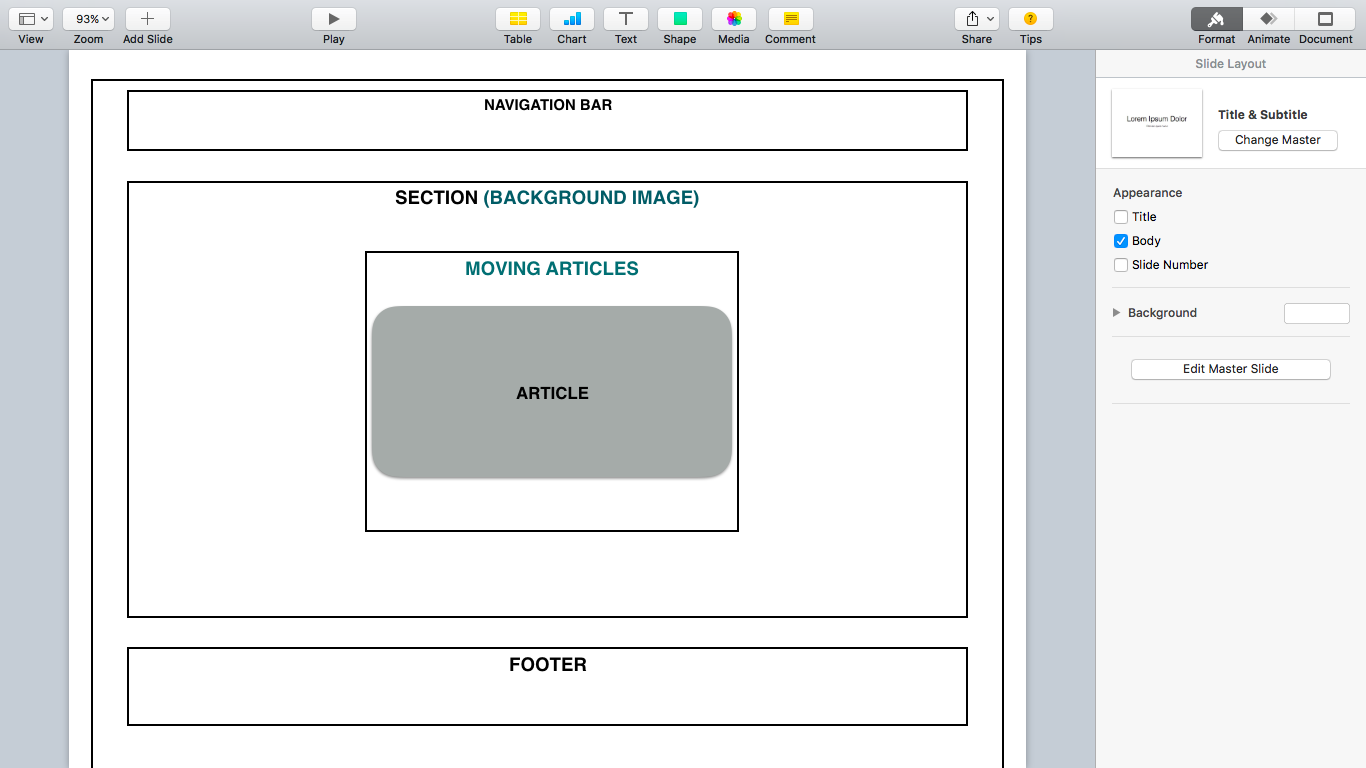 93%
View
Zoom
Add Slide
Play
Table
Chart
Text
Shape
Media
Comment
Share
Tips
Format
Animate
Document
Slide Layout
Lorem Ipsum Dolor
Title & Subtitle
Change Master
Appearance
Title
Body
Slide Number
Background
Edit Master Slide
NAVIGATION BAR
SECTION (BACKGROUND IMAGE)
MOVING ARTICLES
ARTICLE
FOOTER